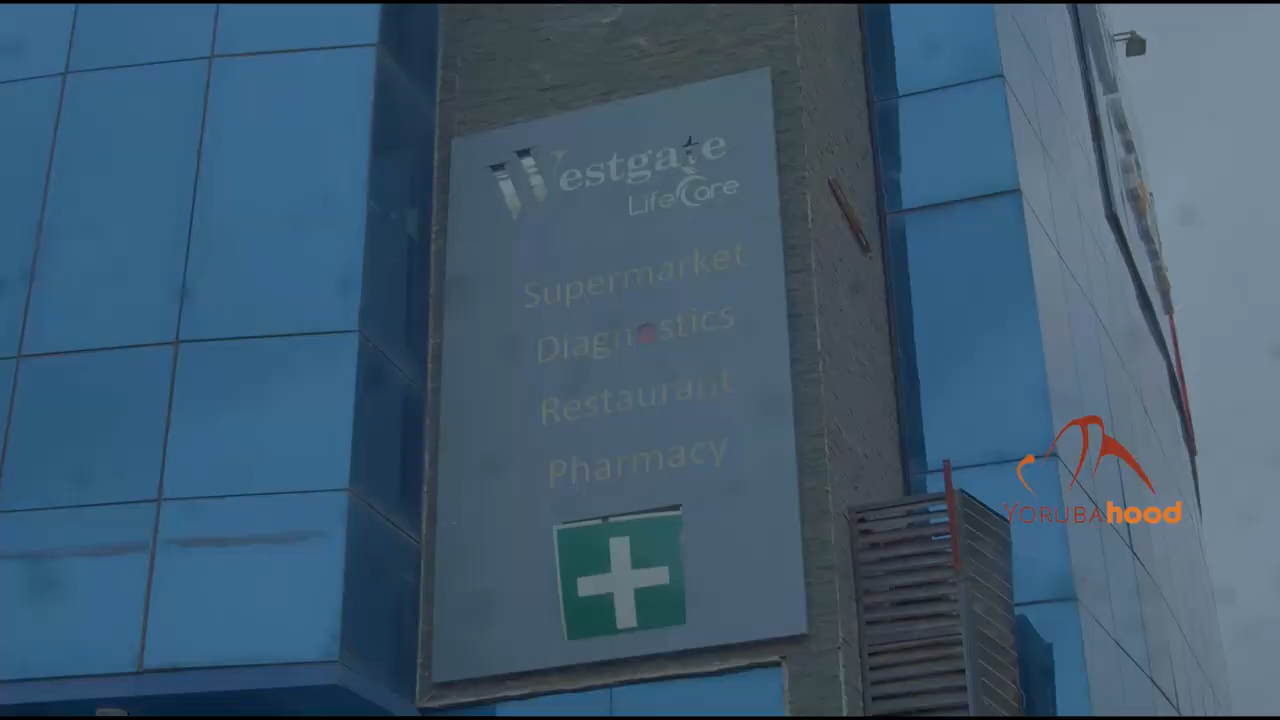 Westgate
LifeCare
Supermarket
Diagnostics
Restaurant
Pharmacy
YORUBAhood